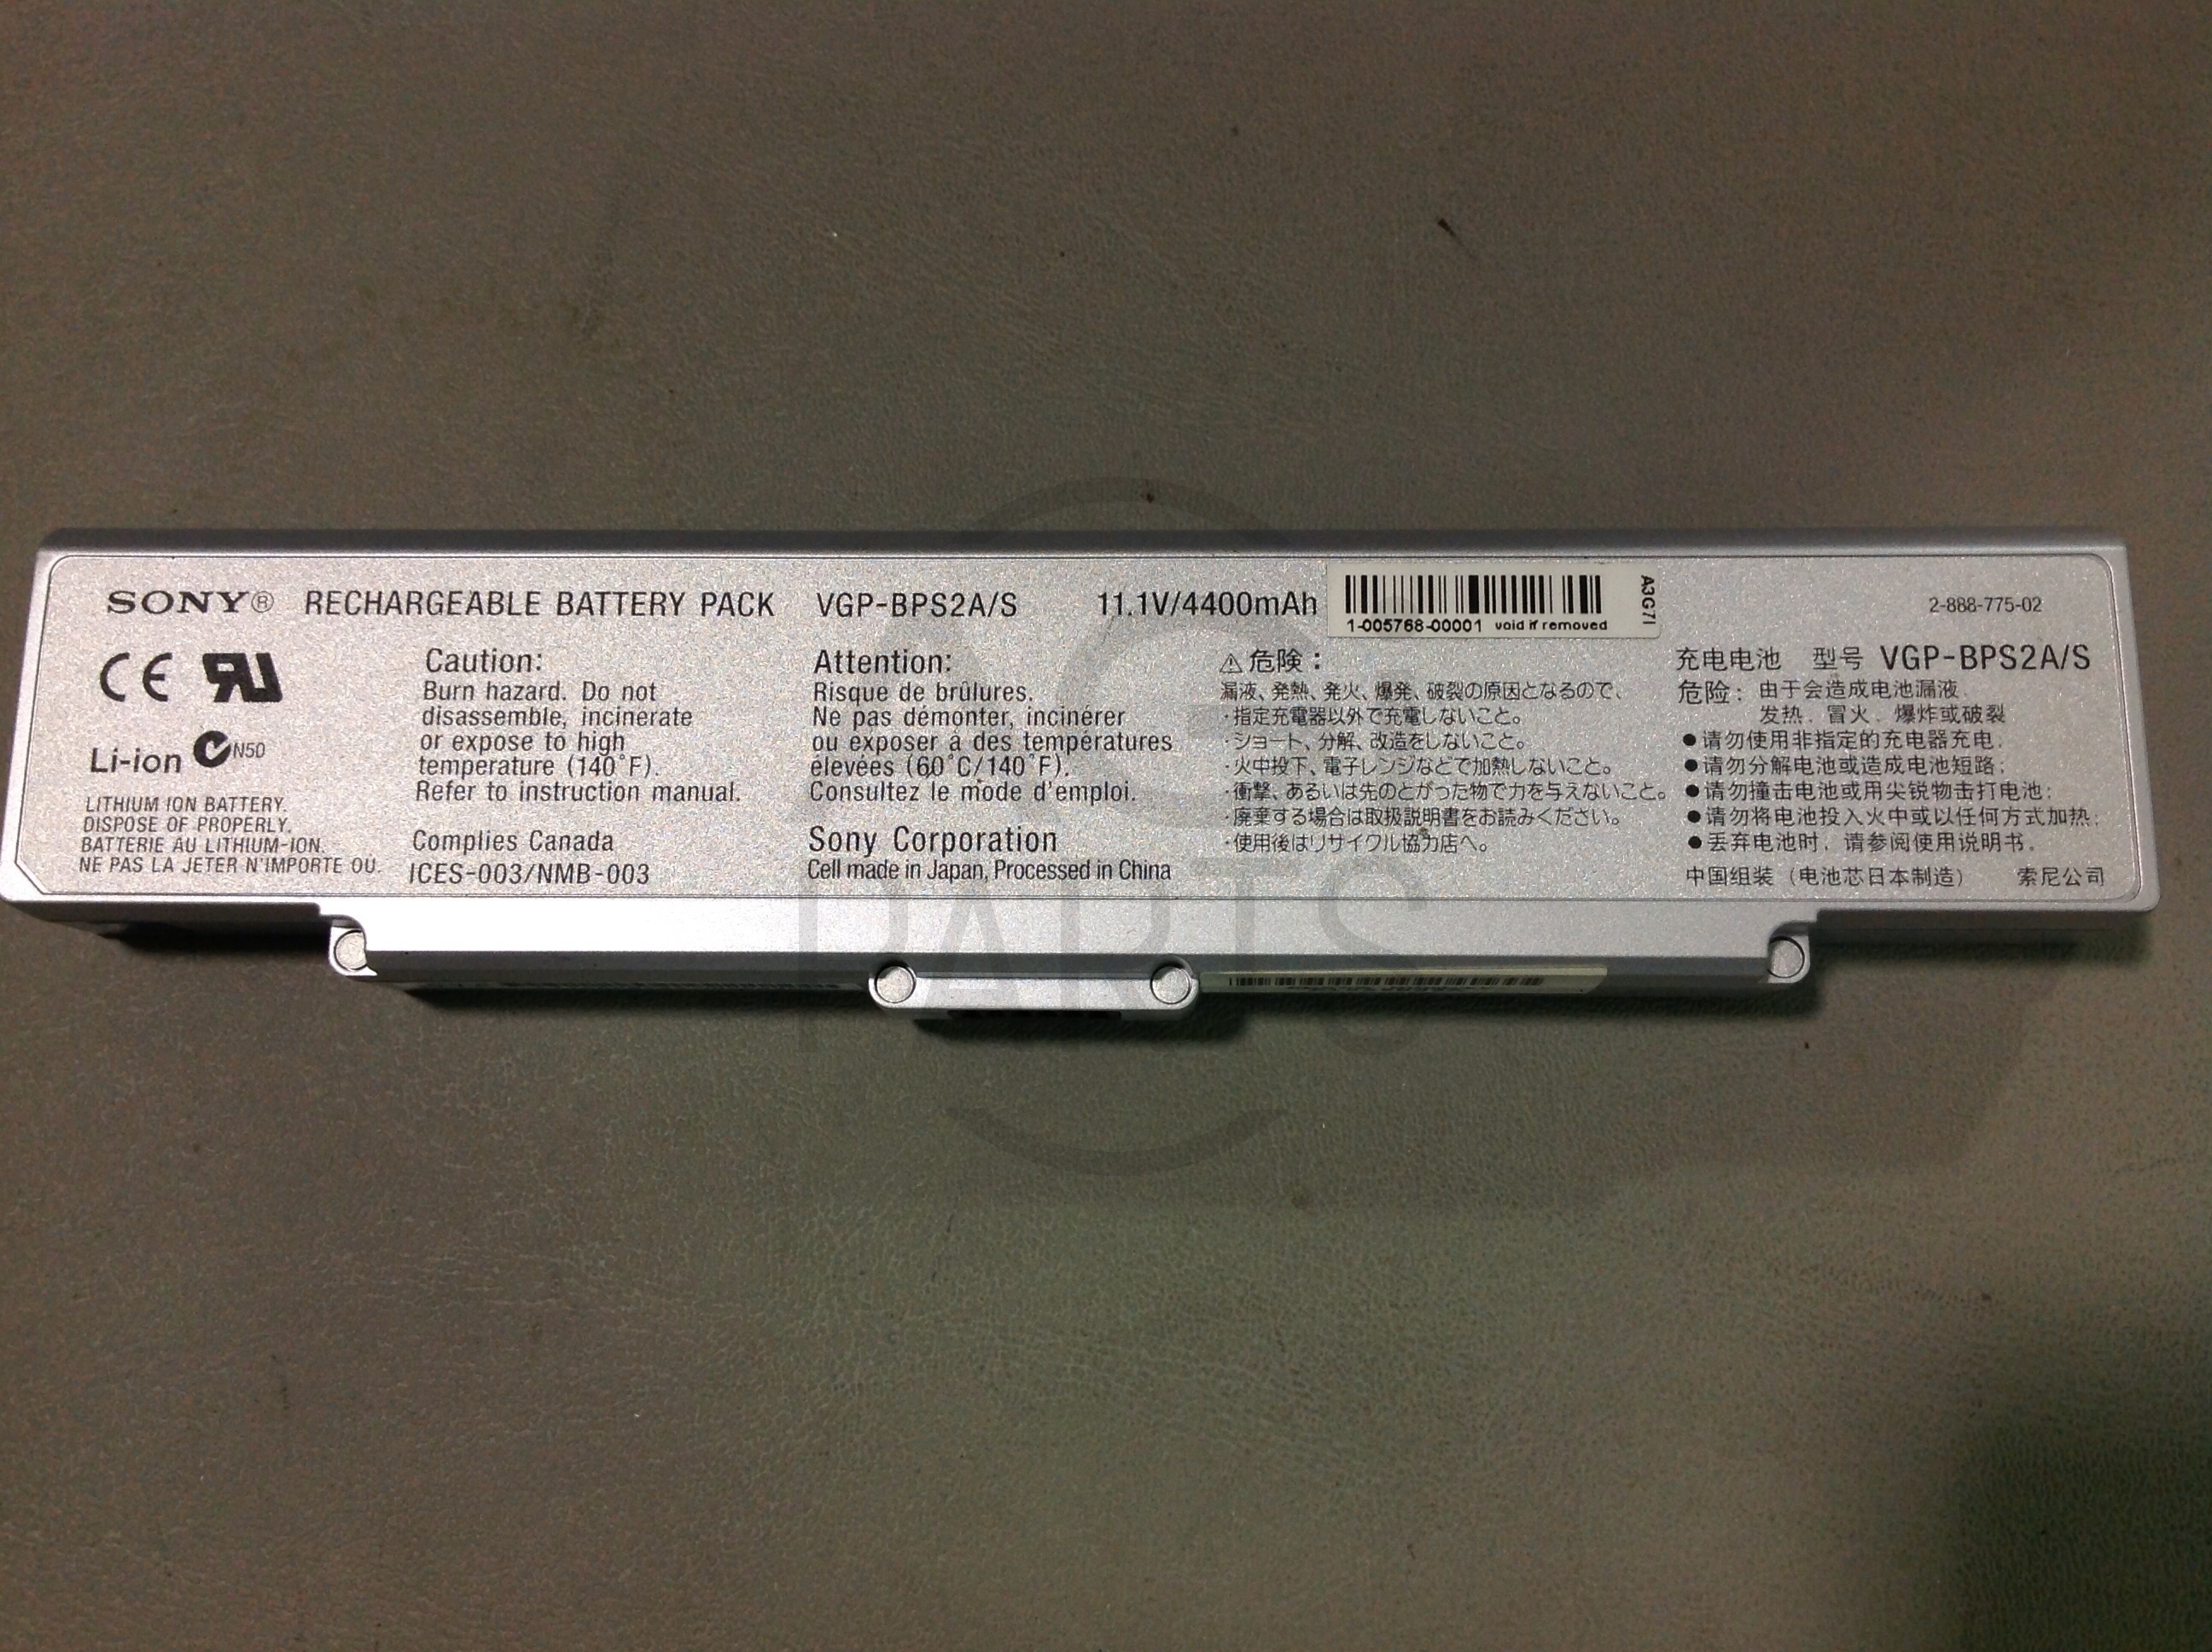 SONY® RECHARGEABLE BATTERY PACK VGP-BPS2A/S 11.1V/4400mAh
1-005768-00001 void if removed
A3G71
2-888-775-02
CE
Li-ion N50
LITHIUM ION BATTERY.
DISPOSE OF PROPERLY.
BATTERIE AU LITHIUM-ION.
NE PAS LA JETER N'IMPORTE OU.
Caution:
Burn hazard. Do not
disassemble, incinerate
or expose to high
temperature (140°F).
Refer to instruction manual.
Complies Canada
ICES-003/NMB-003
Attention:
Risque de brûlures.
Ne pas démonter, incinérer
ou exposer à des températures
élevées (60°C/140°F).
Consultez le mode d'emploi.
Sony Corporation
Cell made in Japan, Processed in China
⚠危険：
漏液、発熱、発火、爆発、破裂の原因となるので、
・指定充電器以外で充電しないこと。
・ショート、分解、改造をしないこと。
・火中投下、電子レンジなどで加熱しないこと。
・衝撃、あるいは先のとがった物で力を与えないこと。
・廃棄する場合は取扱説明書をお読みください。
・使用後はリサイクル協力店へ。
充电电池 型号 VGP-BPS2A/S
危险：由于会造成电池漏液、
发热、冒火、爆炸或破裂
●请勿使用非指定的充电器充电；
●请勿分解电池或造成电池短路；
●请勿撞击电池或用尖锐物击打电池；
●请勿将电池投入火中或以任何方式加热；
●丢弃电池时，请参阅使用说明书。
中国组装（电池芯日本制造） 索尼公司
PARTS